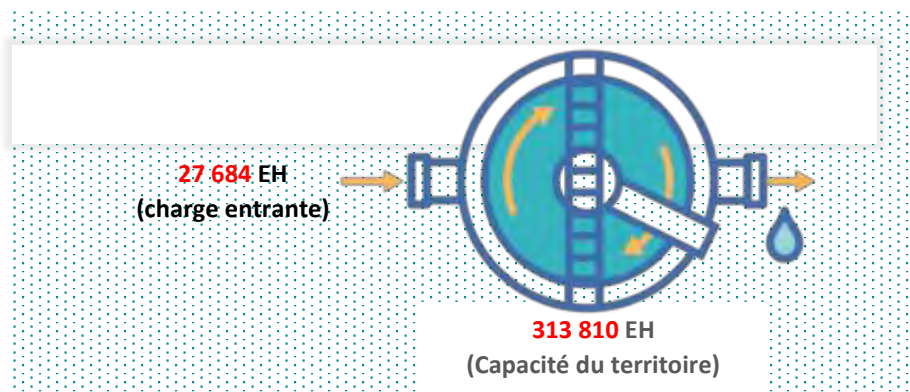 27 684 EH
(charge entrante)
313 810 EH
(Capacité du territoire)